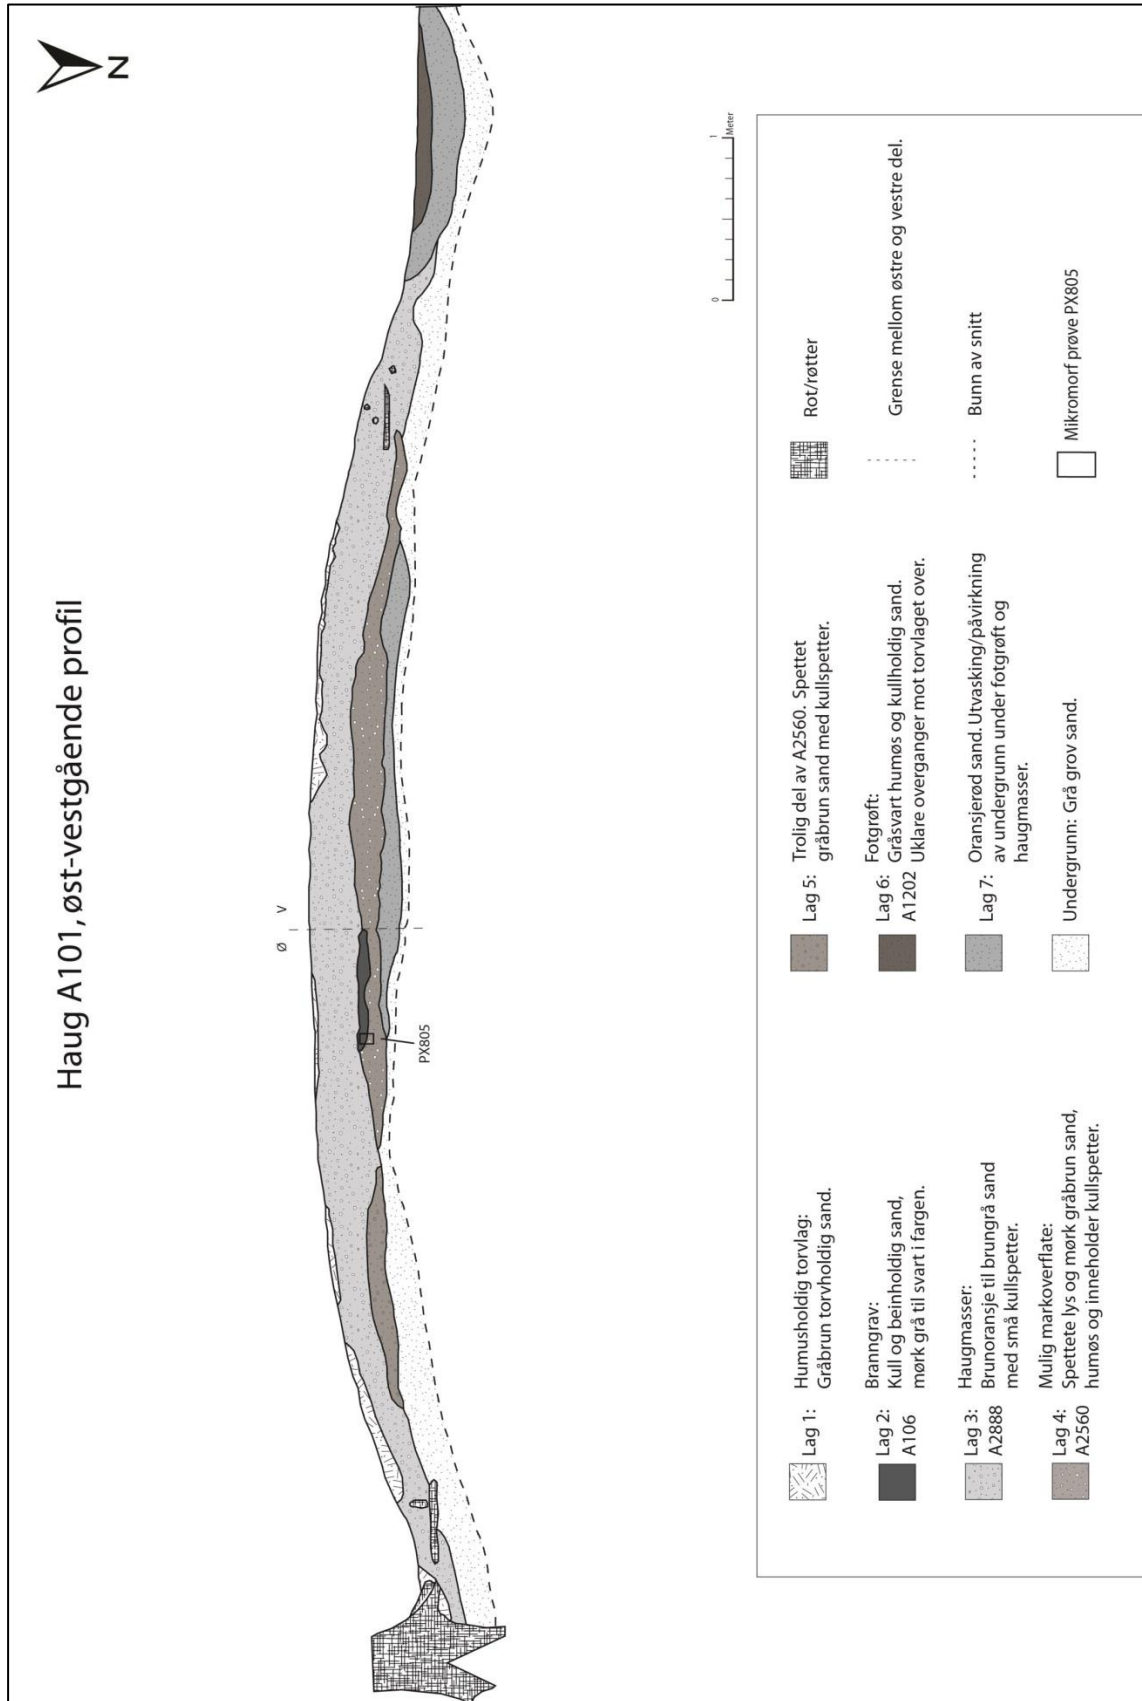 Haug A101, øst-vestgående profil
N
Ø V
PX805
0 1
Meter
Lag 1: Humusholdig torvlag:
Gråbrun torvholdig sand.
Lag 2: Branngrav:
A106 Kull og beinholdig sand,
mørk grå til svart i fargen.
Lag 3: Haugmasser:
A2888 Brunoransje til brungrå sand
med små kullspetter.
Lag 4: Mulig markoverflate:
A2560 Spettete lys og mørk gråbrun sand,
humøs og inneholder kullspetter.
Lag 5: Trolig del av A2560. Spettet
gråbrun sand med kullspetter.
Lag 6: Fotgrøft:
A1202 Gråsvart humøs og kullholdig sand.
Uklare overganger mot torvlaget over.
Lag 7: Oransjerød sand. Utvasking/påvirkning
av undergrunn under fotgrøft og
haugmasser.
Undergrunn: Grå grov sand.
Rot/røtter
Grense mellom østre og vestre del.
Bunn av snitt
Mikromorf prøve PX805